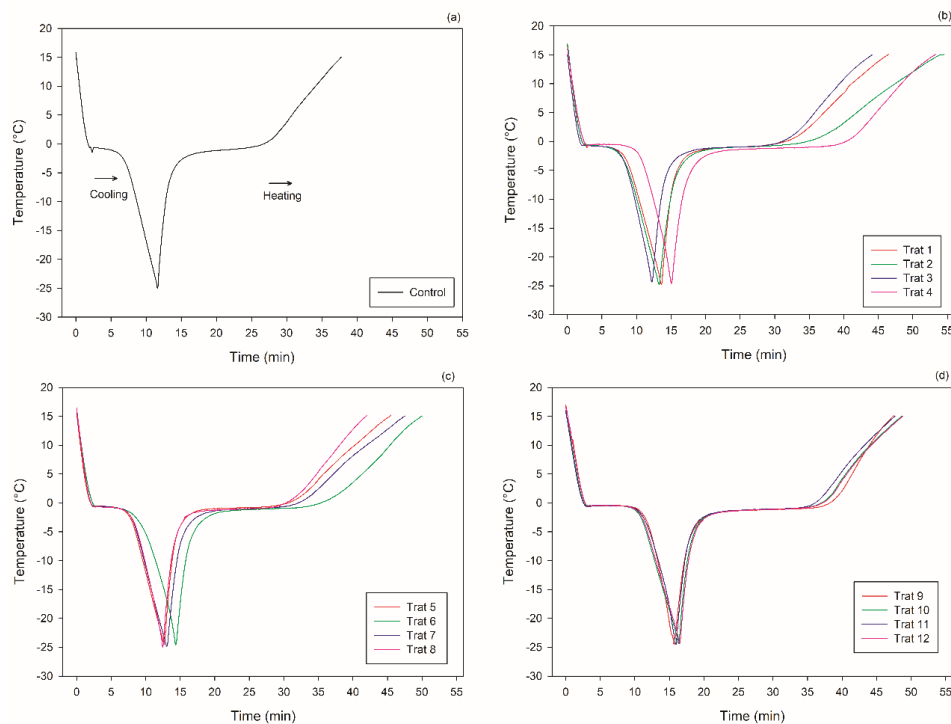 (a)
20
15
10
5
0
-5
-10
-15
-20
-25
-30
Temperature (°C)
Cooling
Heating
Control
0 5 10 15 20 25 30 35 40 45 50 55
Time (min)
(b)
20
15
10
5
0
-5
-10
-15
-20
-25
-30
Temperature (°C)
Trat 1
Trat 2
Trat 3
Trat 4
0 5 10 15 20 25 30 35 40 45 50 55
Time (min)
(c)
20
15
10
5
0
-5
-10
-15
-20
-25
-30
Temperature (°C)
Trat 5
Trat 6
Trat 7
Trat 8
0 5 10 15 20 25 30 35 40 45 50 55
Time (min)
(d)
20
15
10
5
0
-5
-10
-15
-20
-25
-30
Temperature (°C)
Trat 9
Trat 10
Trat 11
Trat 12
0 5 10 15 20 25 30 35 40 45 50 55
Time (min)